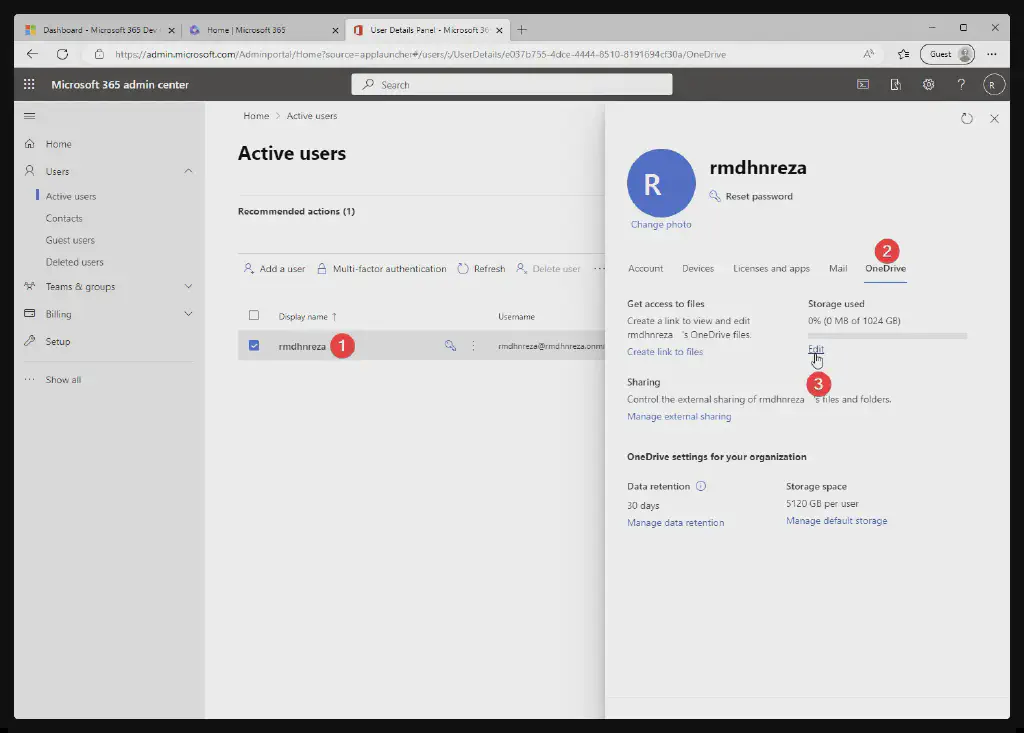 Dashboard - Microsoft 365 Dev
Home | Microsoft 365
User Details Panel - Microsoft 36
https://admin.microsoft.com/Adminportal/Home?source=applauncher#/users/:/UserDetails/e037b755-4dce-4444-8510-8191694cf30a/OneDrive
Guest
Microsoft 365 admin center
Search
R
Home
Users
Active users
Contacts
Guest users
Deleted users
Teams & groups
Billing
Setup
Show all
Home > Active users
Active users
Recommended actions (1)
Add a user
Multi-factor authentication
Refresh
Delete user
Display name ↑
Username
rmdhnreza
1
rmdhnreza@rmdhnreza.onmi
R
Change photo
rmdhnreza
Reset password
2
Account
Devices
Licenses and apps
Mail
OneDrive
Get access to files
Create a link to view and edit
rmdhnreza 's OneDrive files.
Create link to files
Storage used
0% (0 MB of 1024 GB)
Edit
3
Sharing
Control the external sharing of rmdhnreza 's files and folders.
Manage external sharing
OneDrive settings for your organization
Data retention
30 days
Manage data retention
Storage space
5120 GB per user
Manage default storage